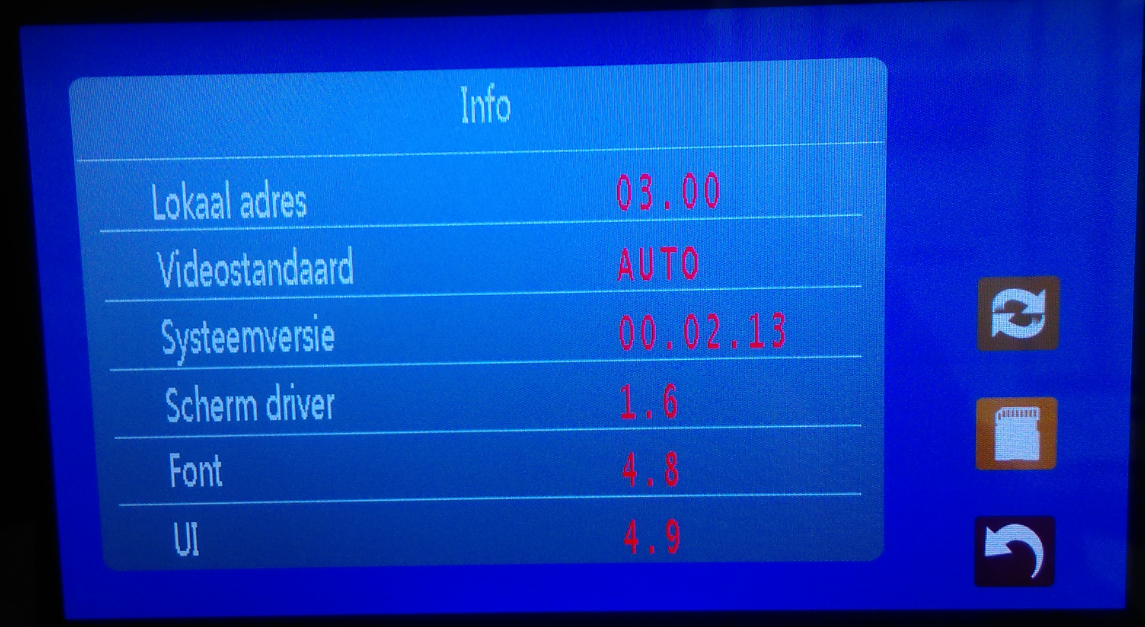 Info
Lokaal adres 03.00
Videostandaard AUTO
Systeemversie 00.02.13
Scherm driver 1.6
Font 4.8
UI 4.9